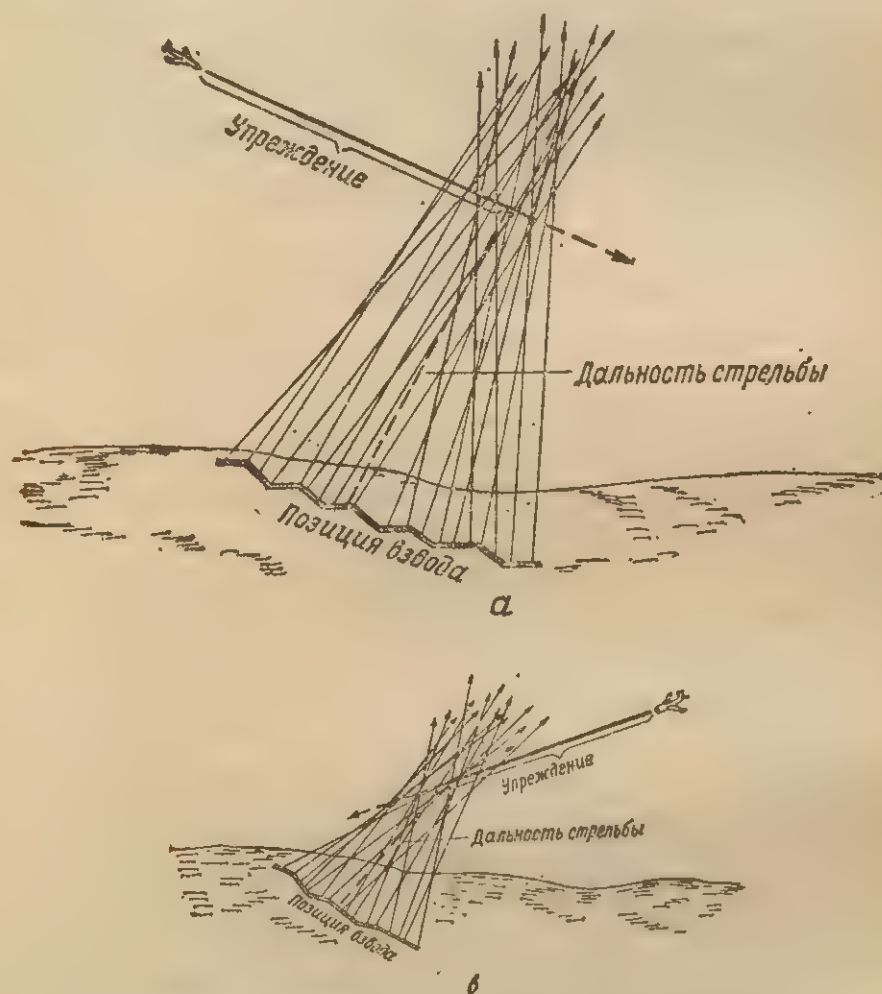 Упреждение
Дальность стрельбы
Позиция взвода
а
Упреждение
Дальность стрельбы
Позиция взвода
в